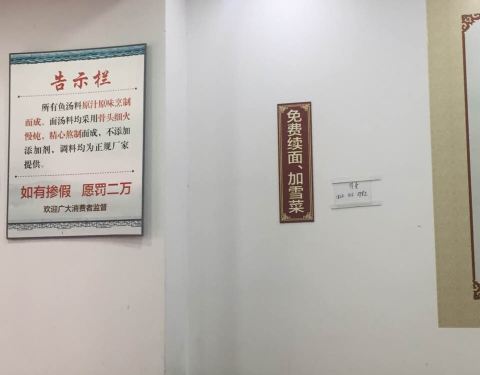 告示栏
所有鱼汤料原汁原味烹制
而成。面汤料均采用骨头细火
慢炖，精心熬制而成，不添加
添加剂，调料均为正规厂家
提供。
如有掺假 愿罚二万
欢迎广大消费者监督
免费续面、加雪菜